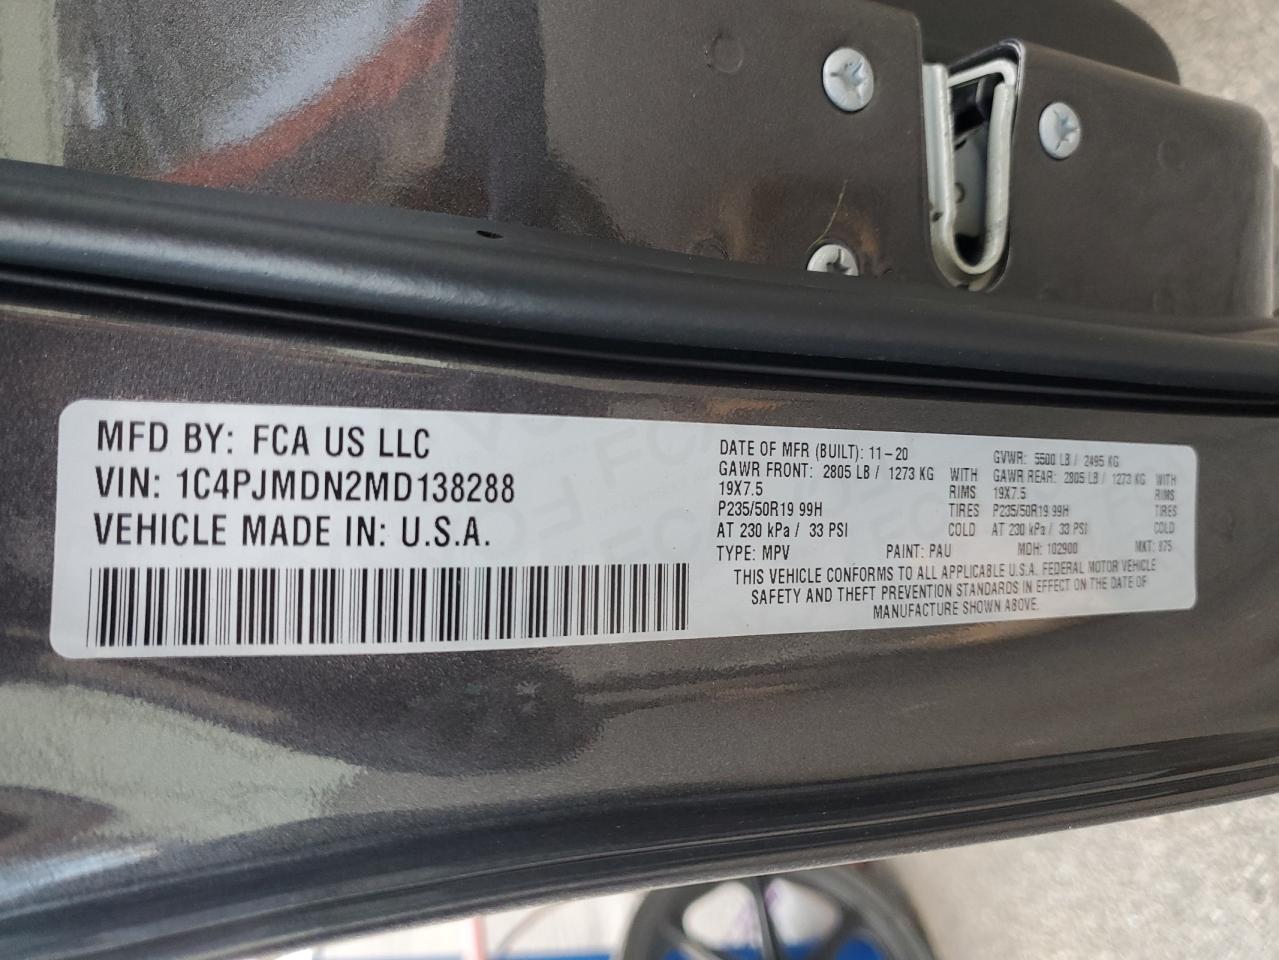 MFD BY: FCA US LLC
VIN: 1C4PJMDN2MD138288
VEHICLE MADE IN: U.S.A.
DATE OF MFR (BUILT): 11-20 GVWR: 5500 LB / 2495 KG
GAWR FRONT: 2805 LB / 1273 KG WITH GAWR REAR: 2805 LB / 1273 KG WITH
19X7.5 RIMS 19X7.5 RIMS
P235/50R19 99H TIRES P235/50R19 99H TIRES
AT 230 kPa / 33 PSI COLD AT 230 kPa / 33 PSI COLD
TYPE: MPV PAINT: PAU MDH: 102900 MKT: 875
THIS VEHICLE CONFORMS TO ALL APPLICABLE U.S.A. FEDERAL MOTOR VEHICLE
SAFETY AND THEFT PREVENTION STANDARDS IN EFFECT ON THE DATE OF
MANUFACTURE SHOWN ABOVE.